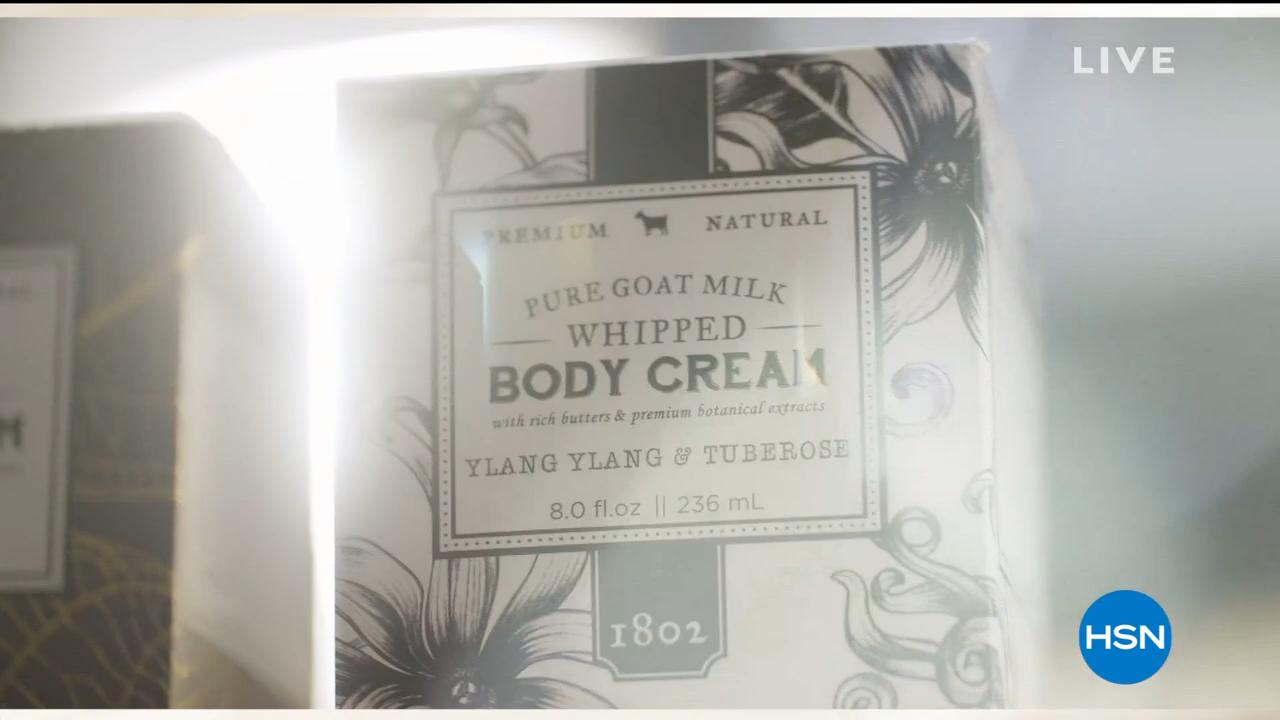 LIVE
PREMIUM NATURAL
PURE GOAT MILK
WHIPPED
BODY CREAM
with rich butters & premium botanical extracts
YLANG YLANG & TUBEROSE
8.0 fl.oz || 236 mL
1802
HSN
H